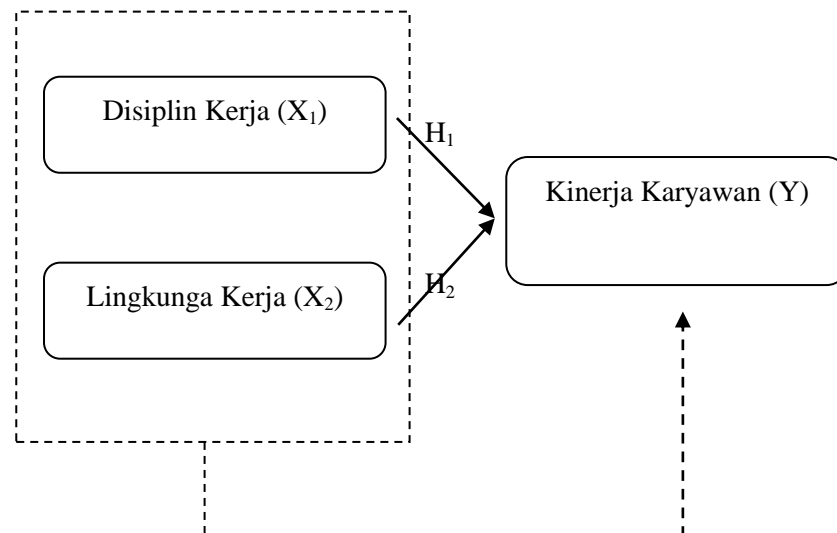 Disiplin Kerja (X₁)
H₁
Kinerja Karyawan (Y)
Lingkunga Kerja (X₂)
H₂